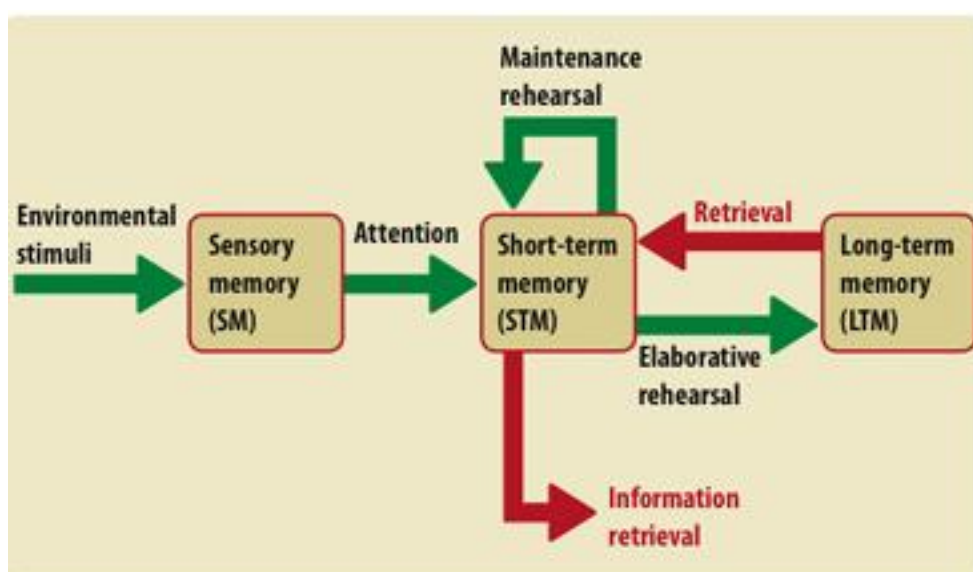 Maintenance
rehearsal
Environmental
stimuli
Sensory
memory
(SM)
Attention
Short-term
memory
(STM)
Retrieval
Long-term
memory
(LTM)
Elaborative
rehearsal
Information
retrieval